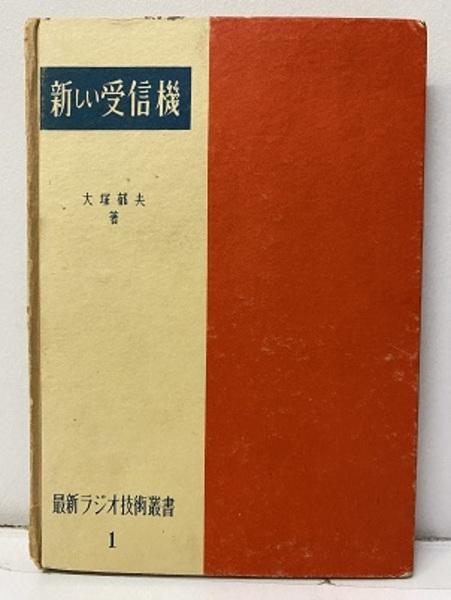 新しい受信機
大塚郁夫
著
最新ラジオ技術叢書
1